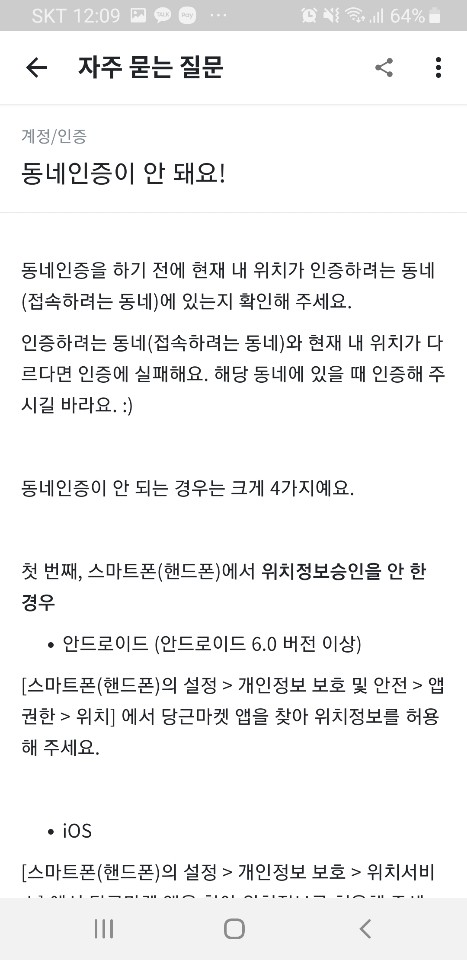 SKT 12:09 TALK Pay ... 64%
자주 묻는 질문
계정/인증
동네인증이 안 돼요!
동네인증을 하기 전에 현재 내 위치가 인증하려는 동네
(접속하려는 동네)에 있는지 확인해 주세요.
인증하려는 동네(접속하려는 동네)와 현재 내 위치가 다
르다면 인증에 실패해요. 해당 동네에 있을 때 인증해 주
시길 바라요. :)
동네인증이 안 되는 경우는 크게 4가지예요.
첫 번째, 스마트폰(핸드폰)에서 위치정보승인을 안 한
경우
• 안드로이드 (안드로이드 6.0 버전 이상)
[스마트폰(핸드폰)의 설정 > 개인정보 보호 및 안전 > 앱
권한 > 위치] 에서 당근마켓 앱을 찾아 위치정보를 허용
해 주세요.
• iOS
[스마트폰(핸드폰)의 설정 > 개인정보 보호 > 위치서비